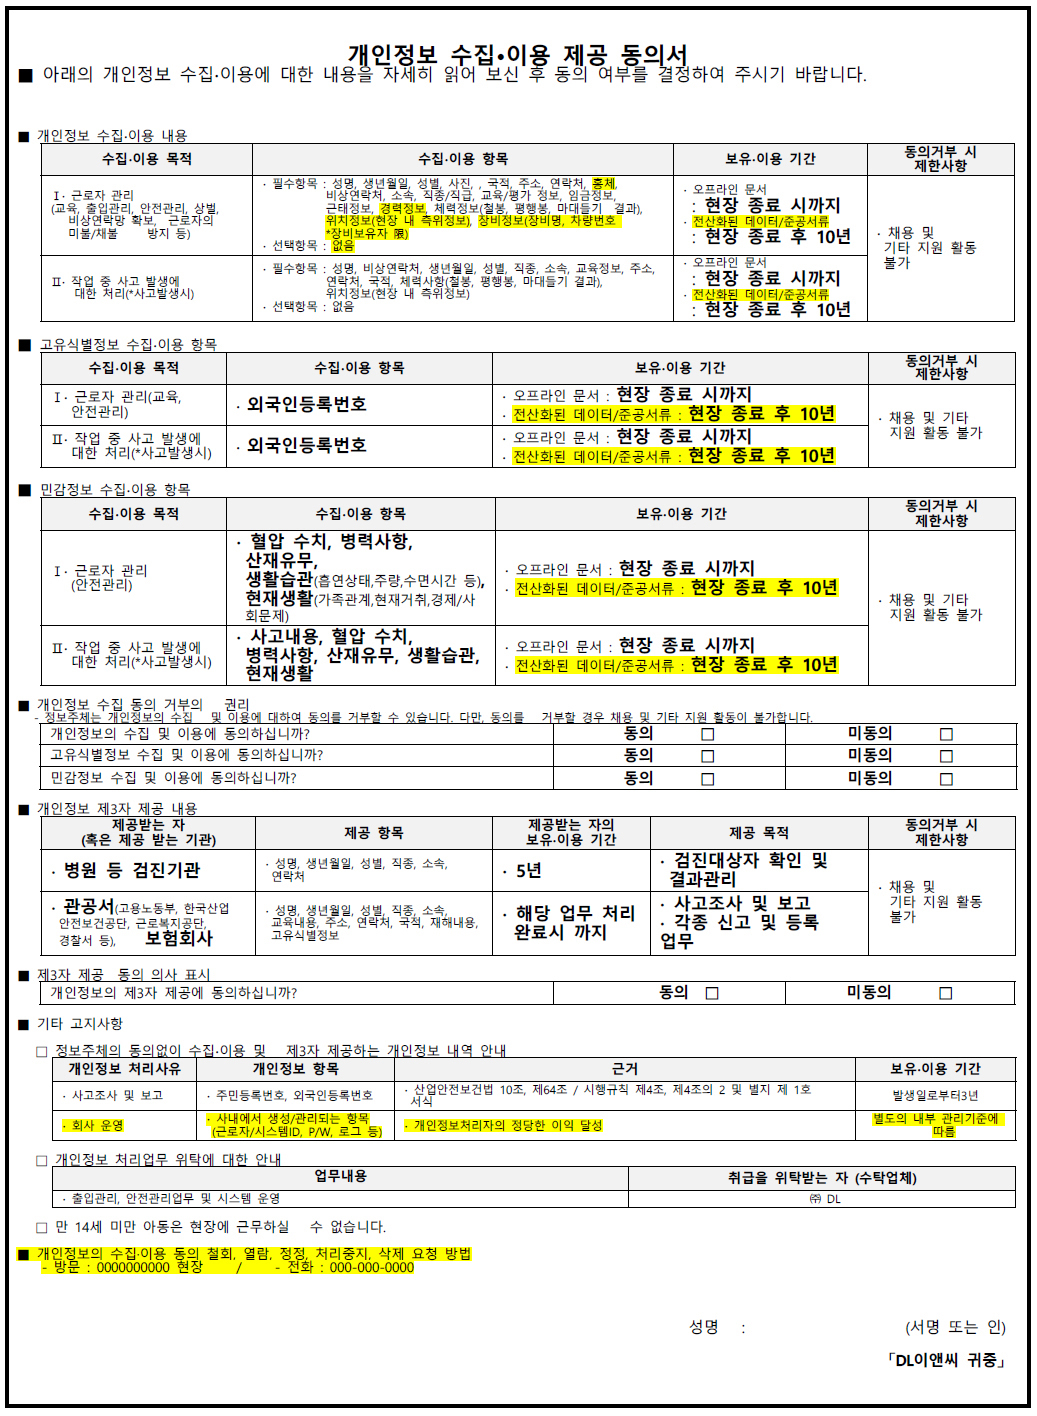 개인정보 수집•이용 제공 동의서
■ 아래의 개인정보 수집·이용에 대한 내용을 자세히 읽어 보신 후 동의 여부를 결정하여 주시기 바랍니다.
■ 개인정보 수집·이용 내용
수집·이용 목적
수집·이용 항목
보유·이용 기간
동의거부 시
제한사항
Ⅰ· 근로자 관리
(교육, 출입관리, 안전관리, 상벌,
비상연락망 확보, 근로자의
미불/채불 방지 등)
· 필수항목 : 성명, 생년월일, 성별, 사진, , 국적, 주소, 연락처, 홍체,
비상연락처, 소속, 직종/직급, 교육/평가 정보, 임금정보,
근태정보, 경력정보, 체력정보(철봉, 평행봉, 마대들기 결과),
위치정보(현장 내 측위정보), 장비정보(장비명, 차량번호
*장비보유자 限)
· 선택항목 : 없음
· 오프라인 문서
: 현장 종료 시까지
· 전산화된 데이터/준공서류
: 현장 종료 후 10년
· 채용 및
기타 지원 활동
불가
Ⅱ· 작업 중 사고 발생에
대한 처리(*사고발생시)
· 필수항목 : 성명, 비상연락처, 생년월일, 성별, 직종, 소속, 교육정보, 주소,
연락처, 국적, 체력사항(철봉, 평행봉, 마대들기 결과),
위치정보(현장 내 측위정보)
· 선택항목 : 없음
· 오프라인 문서
: 현장 종료 시까지
· 전산화된 데이터/준공서류
: 현장 종료 후 10년
■ 고유식별정보 수집·이용 항목
수집·이용 목적
수집·이용 항목
보유·이용 기간
동의거부 시
제한사항
Ⅰ· 근로자 관리(교육,
안전관리)
· 외국인등록번호
· 오프라인 문서 : 현장 종료 시까지
· 전산화된 데이터/준공서류 : 현장 종료 후 10년
· 채용 및 기타
지원 활동 불가
Ⅱ· 작업 중 사고 발생에
대한 처리(*사고발생시)
· 외국인등록번호
· 오프라인 문서 : 현장 종료 시까지
· 전산화된 데이터/준공서류 : 현장 종료 후 10년
■ 민감정보 수집·이용 항목
수집·이용 목적
수집·이용 항목
보유·이용 기간
동의거부 시
제한사항
Ⅰ· 근로자 관리
(안전관리)
· 혈압 수치, 병력사항,
산재유무,
생활습관(흡연상태,주량,수면시간 등),
현재생활(가족관계,현재거취,경제/사
회문제)
· 오프라인 문서 : 현장 종료 시까지
· 전산화된 데이터/준공서류 : 현장 종료 후 10년
· 채용 및 기타
지원 활동 불가
Ⅱ· 작업 중 사고 발생에
대한 처리(*사고발생시)
· 사고내용, 혈압 수치,
병력사항, 산재유무, 생활습관,
현재생활
· 오프라인 문서 : 현장 종료 시까지
· 전산화된 데이터/준공서류 : 현장 종료 후 10년
■ 개인정보 수집 동의 거부의 권리
- 정보주체는 개인정보의 수집 및 이용에 대하여 동의를 거부할 수 있습니다. 다만, 동의를 거부할 경우 채용 및 기타 지원 활동이 불가합니다.
개인정보의 수집 및 이용에 동의하십니까? 동의 □ 미동의 □
고유식별정보 수집 및 이용에 동의하십니까? 동의 □ 미동의 □
민감정보 수집 및 이용에 동의하십니까? 동의 □ 미동의 □
■ 개인정보 제3자 제공 내용
제공받는 자
(혹은 제공 받는 기관)
제공 항목
제공받는 자의
보유·이용 기간
제공 목적
동의거부 시
제한사항
· 병원 등 검진기관
· 성명, 생년월일, 성별, 직종, 소속,
연락처
· 5년
· 검진대상자 확인 및
결과관리
· 채용 및
기타 지원 활동
불가
· 관공서(고용노동부, 한국산업
안전보건공단, 근로복지공단,
경찰서 등), 보험회사
· 성명, 생년월일, 성별, 직종, 소속,
교육내용, 주소, 연락처, 국적, 재해내용,
고유식별정보
· 해당 업무 처리
완료시 까지
· 사고조사 및 보고
· 각종 신고 및 등록
업무
■ 제3자 제공 동의 의사 표시
개인정보의 제3자 제공에 동의하십니까? 동의 □ 미동의 □
■ 기타 고지사항
□ 정보주체의 동의없이 수집·이용 및 제3자 제공하는 개인정보 내역 안내
개인정보 처리사유
개인정보 항목
근거
보유·이용 기간
· 사고조사 및 보고
· 주민등록번호, 외국인등록번호
· 산업안전보건법 10조, 제64조 / 시행규칙 제4조, 제4조의 2 및 별지 제 1호
서식
발생일로부터3년
· 회사 운영
· 사내에서 생성/관리되는 항목
(근로자/시스템ID, P/W, 로그 등)
· 개인정보처리자의 정당한 이익 달성
별도의 내부 관리기준에
따름
□ 개인정보 처리업무 위탁에 대한 안내
업무내용
취급을 위탁받는 자 (수탁업체)
· 출입관리, 안전관리업무 및 시스템 운영
㈜ DL
□ 만 14세 미만 아동은 현장에 근무하실 수 없습니다.
■ 개인정보의 수집·이용 동의 철회, 열람, 정정, 처리중지, 삭제 요청 방법
- 방문 : 0000000000 현장 / - 전화 : 000-000-0000
성명 : (서명 또는 인)
「DL이앤씨 귀중」